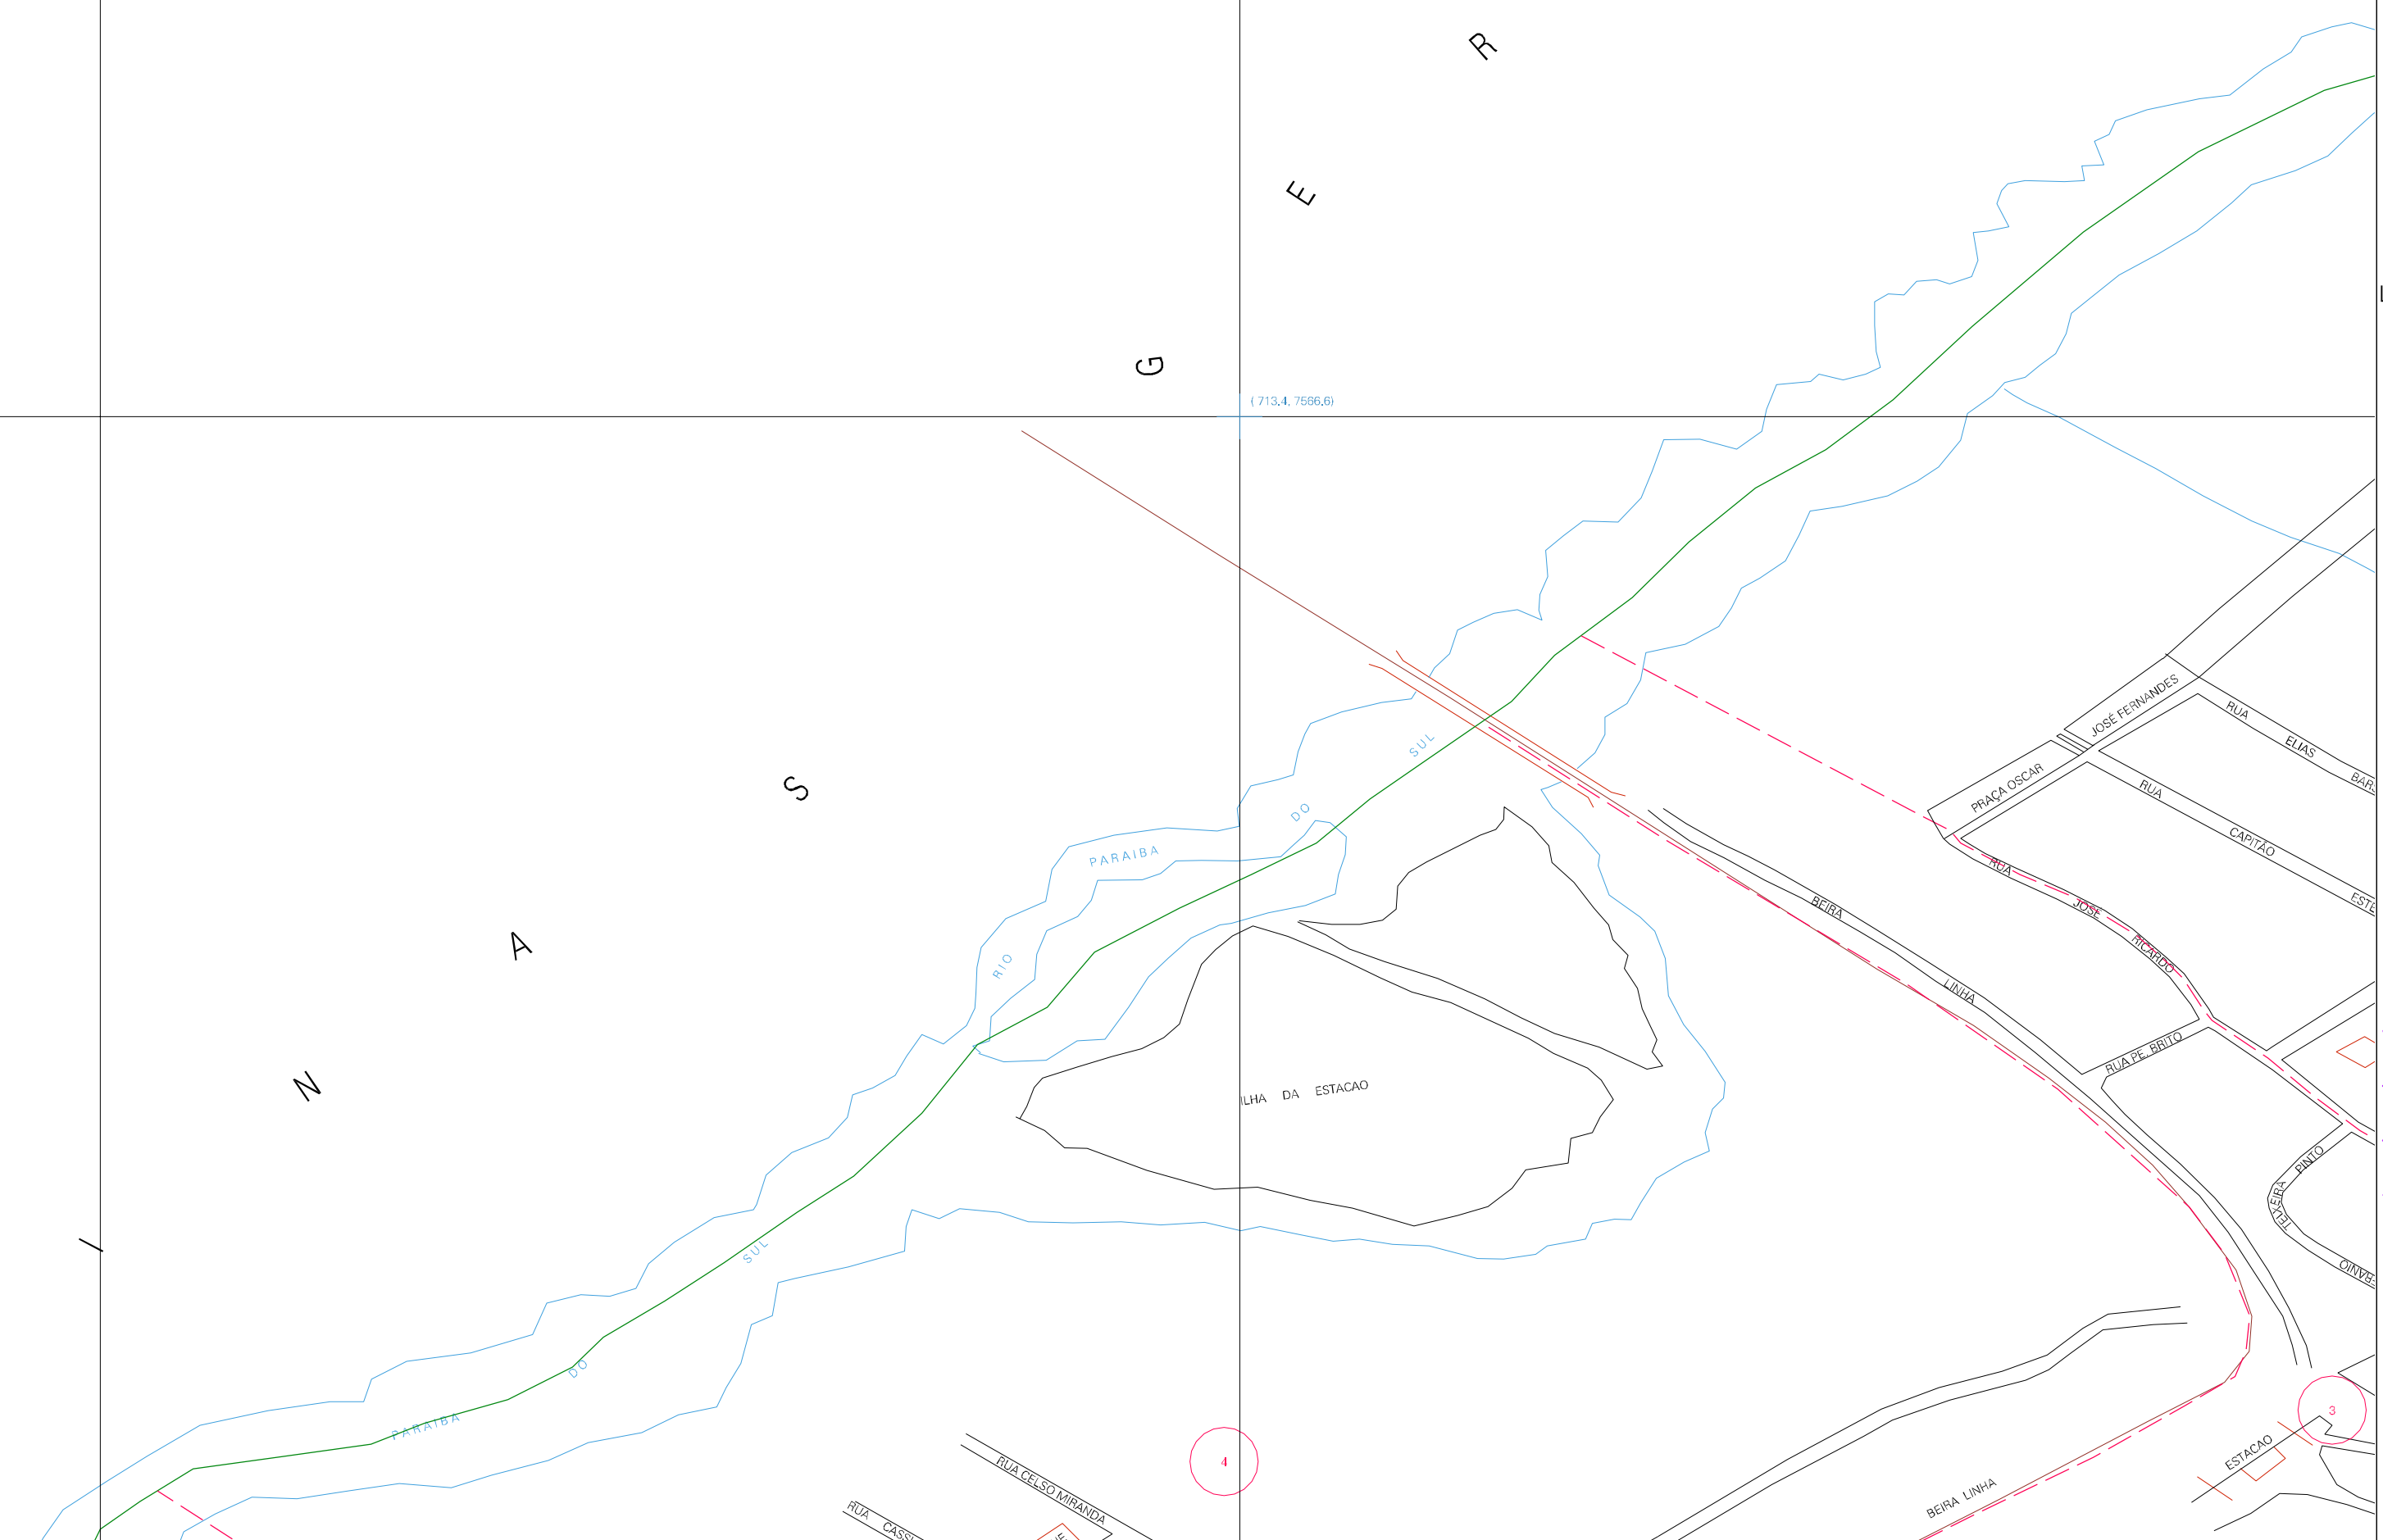 R
E
G
( 713,4, 7566,6)
S
A
N
I
RIO PARAIBA DO SUL
JOSÉ FERNANDES
PRAÇA OSCAR
RUA ELIAS
RUA CAPITÃO
RUA JOSÉ RICARDO
BEIRA LINHA
RUA PE. BRITO
ILHA DA ESTACAO
PINTO
TEIXEIRA
PARAIBA DO SUL
3
4
ESTACAO
BEIRA LINHA
RUA CELSO MIRANDA
RUA